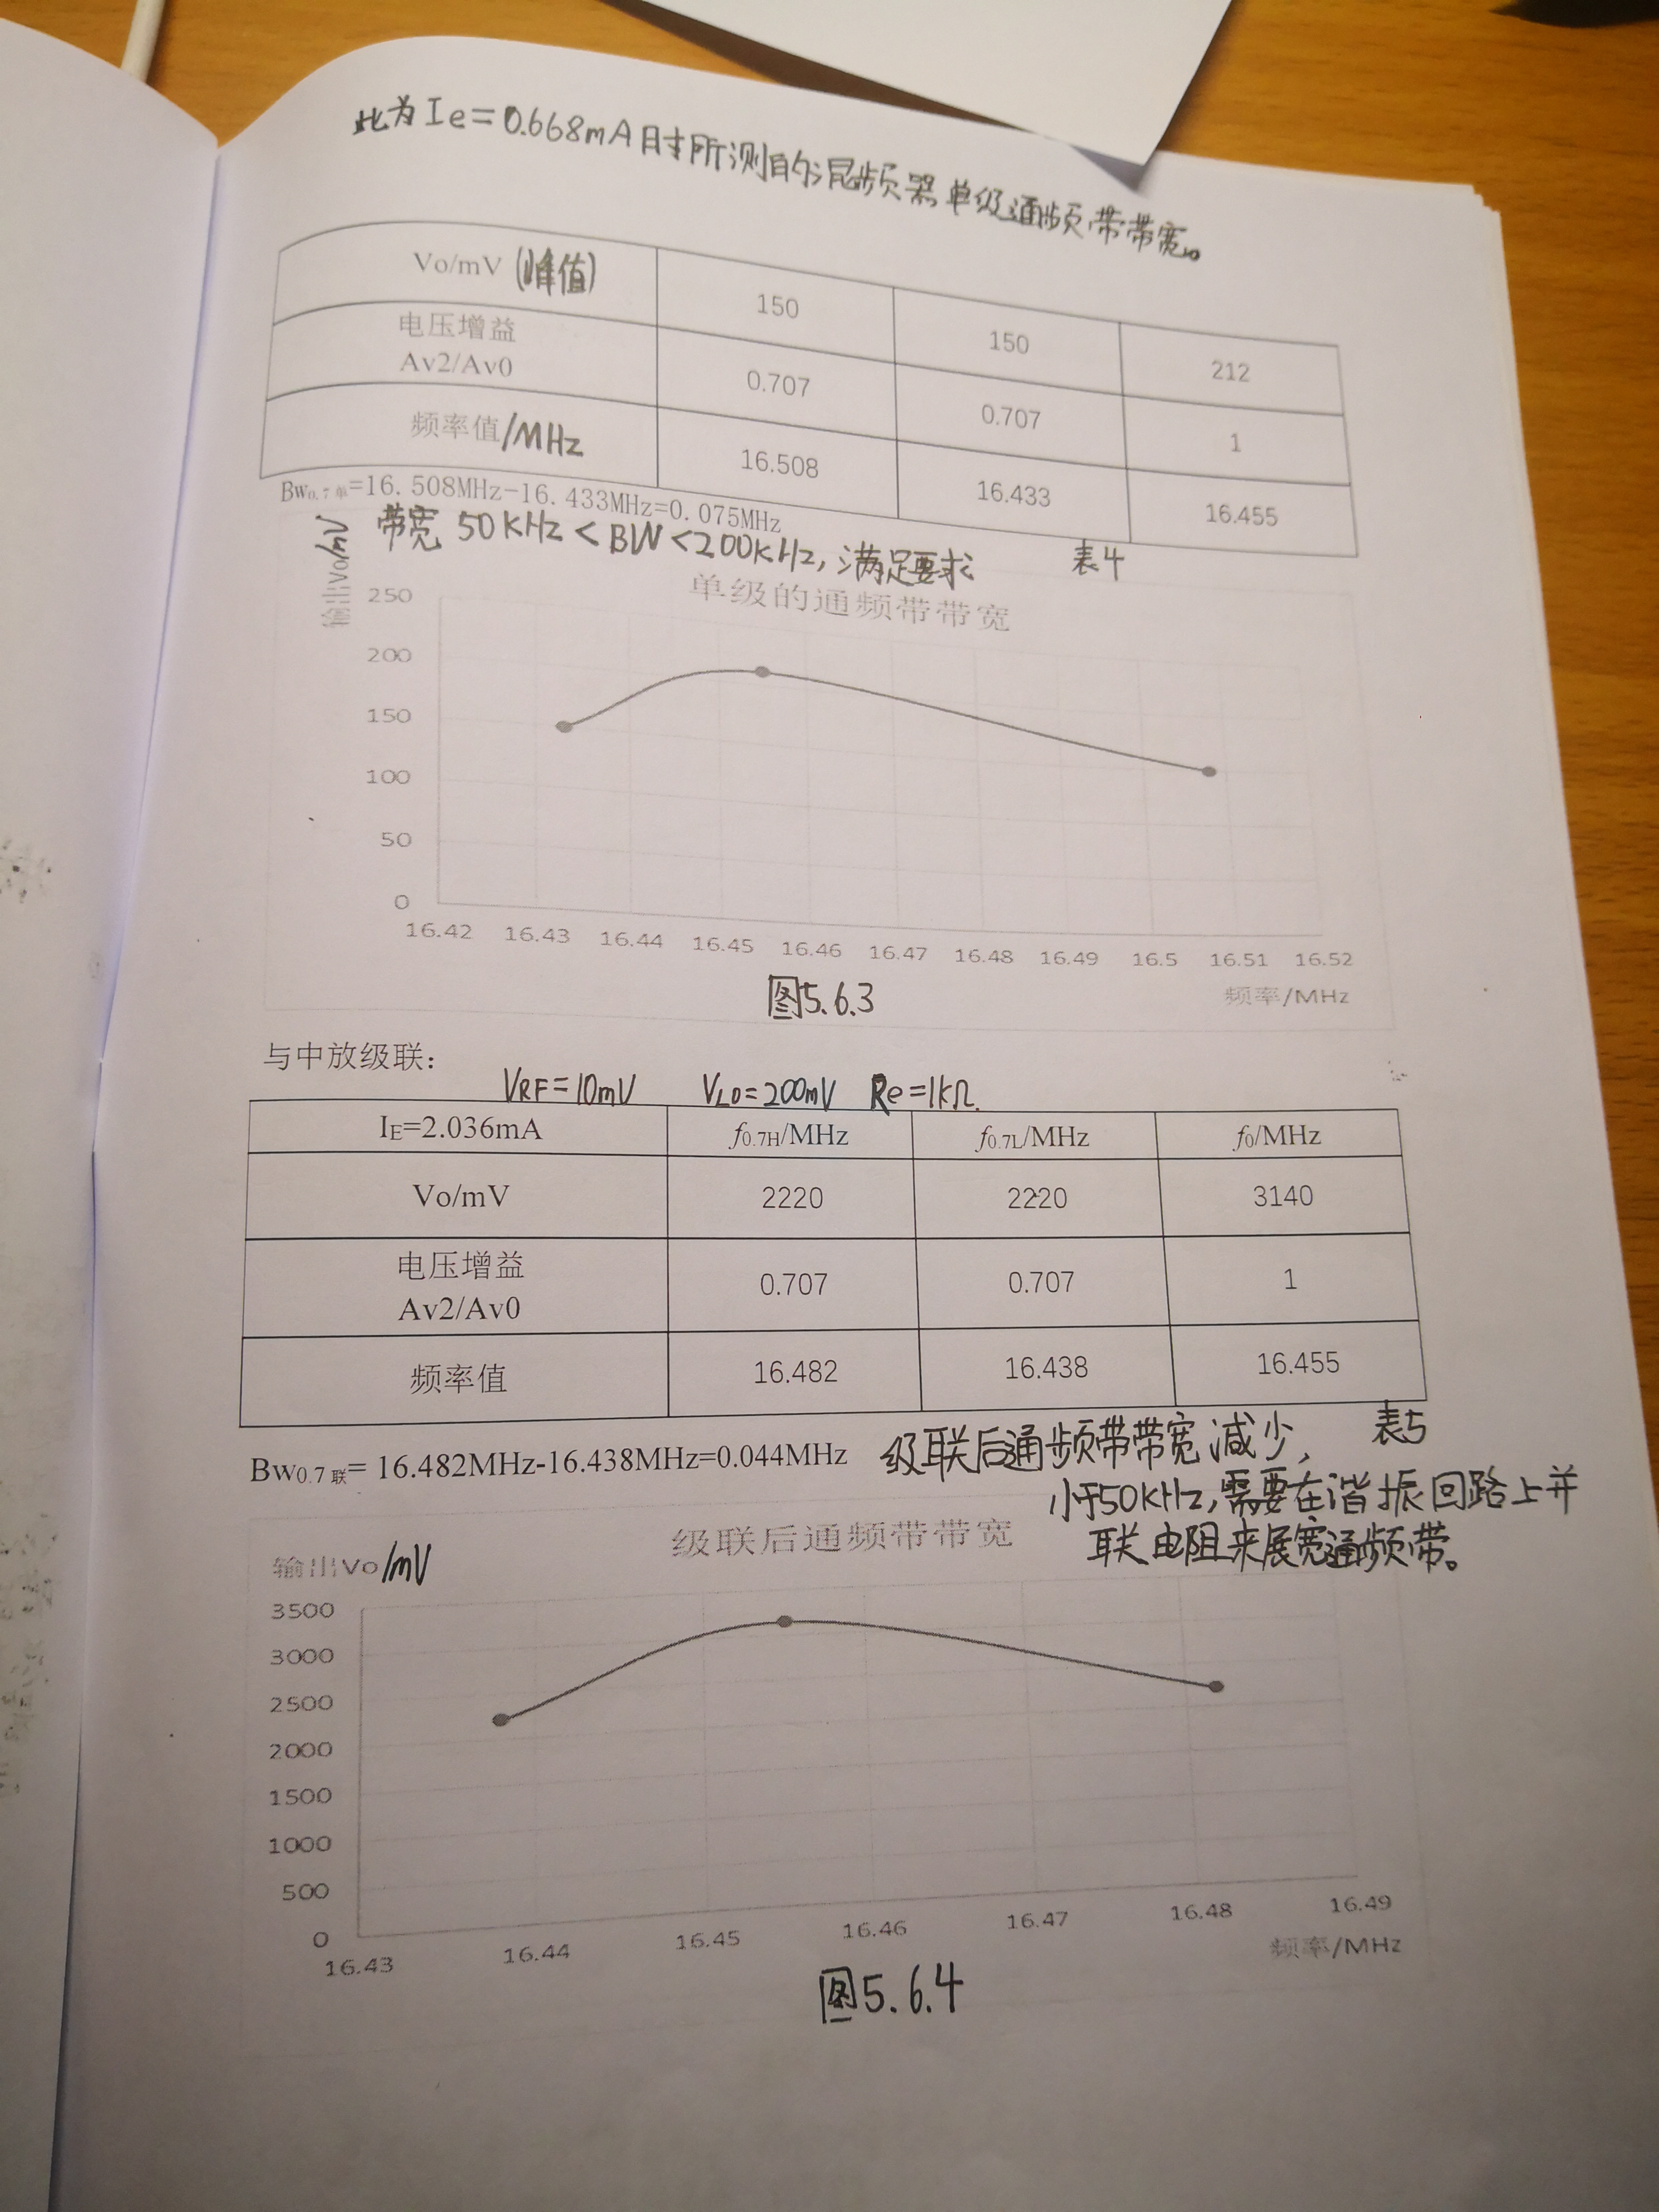 此为Ie=0.668mA时所测的混频器单级通频带带宽。
Vo/mV (峰值) 150 150 212
电压增益
Av2/Av0 0.707 0.707 1
频率值/MHz 16.508 16.433 16.455
Bw0.7单=16.508MHz-16.433MHz=0.075MHz
带宽 50KHz<BW<200KHz,满足要求 表4
单级的通频带带宽
输出Vo/mV
250
200
150
100
50
0
16.42 16.43 16.44 16.45 16.46 16.47 16.48 16.49 16.5 16.51 16.52
频率/MHz
图5.6.3
与中放级联:
VRF=10mV VLO=200mV Re=1kΩ.
IE=2.036mA f0.7H/MHz f0.7L/MHz f0/MHz
Vo/mV 2220 2220 3140
电压增益
Av2/Av0 0.707 0.707 1
频率值 16.482 16.438 16.455
表5
Bw0.7联= 16.482MHz-16.438MHz=0.044MHz 级联后通频带带宽减少,
小于50KHz,需要在谐振回路上并
联电阻来展宽通频带。
级联后通频带带宽
输出Vo/mV
3500
3000
2500
2000
1500
1000
500
0
16.43 16.44 16.45 16.46 16.47 16.48 16.49
频率/MHz
图5.6.4